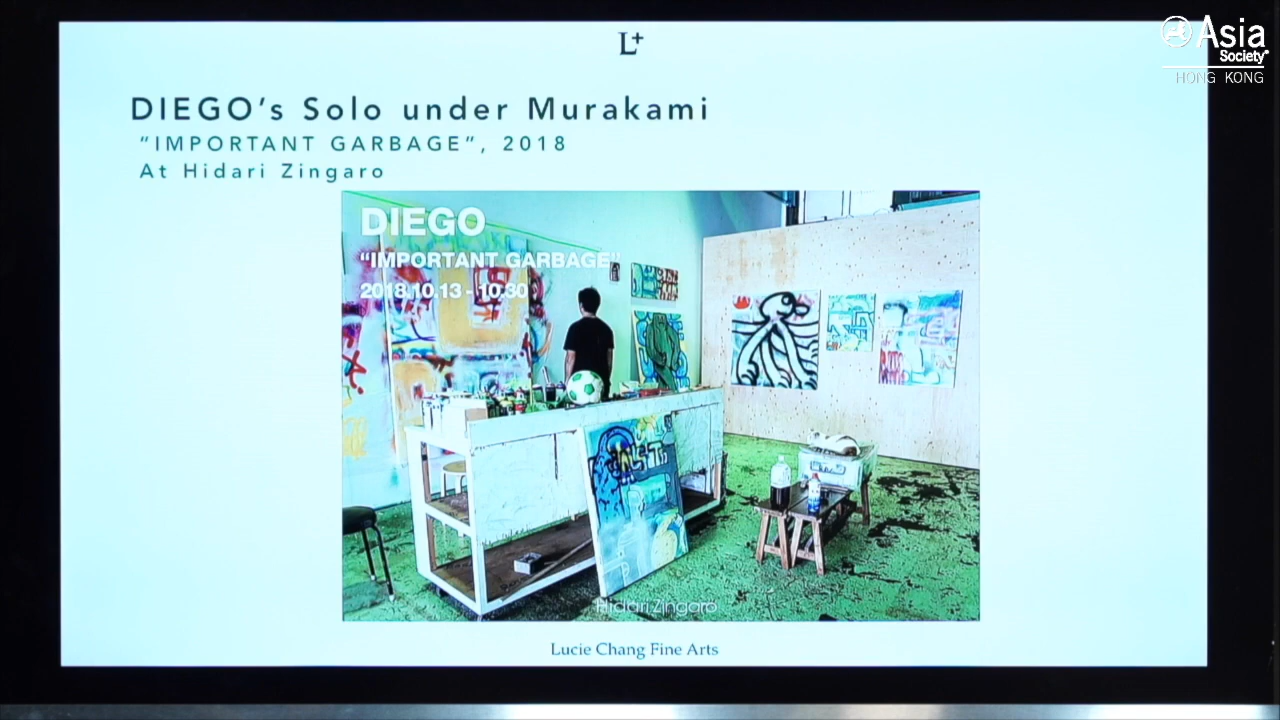 L+
Asia
Society
HONG KONG
DIEGO's Solo under Murakami
"IMPORTANT GARBAGE", 2018
At Hidari Zingaro
DIEGO
"IMPORTANT GARBAGE"
2018.10.13 - 10.30
Hidari Zingaro
Lucie Chang Fine Arts